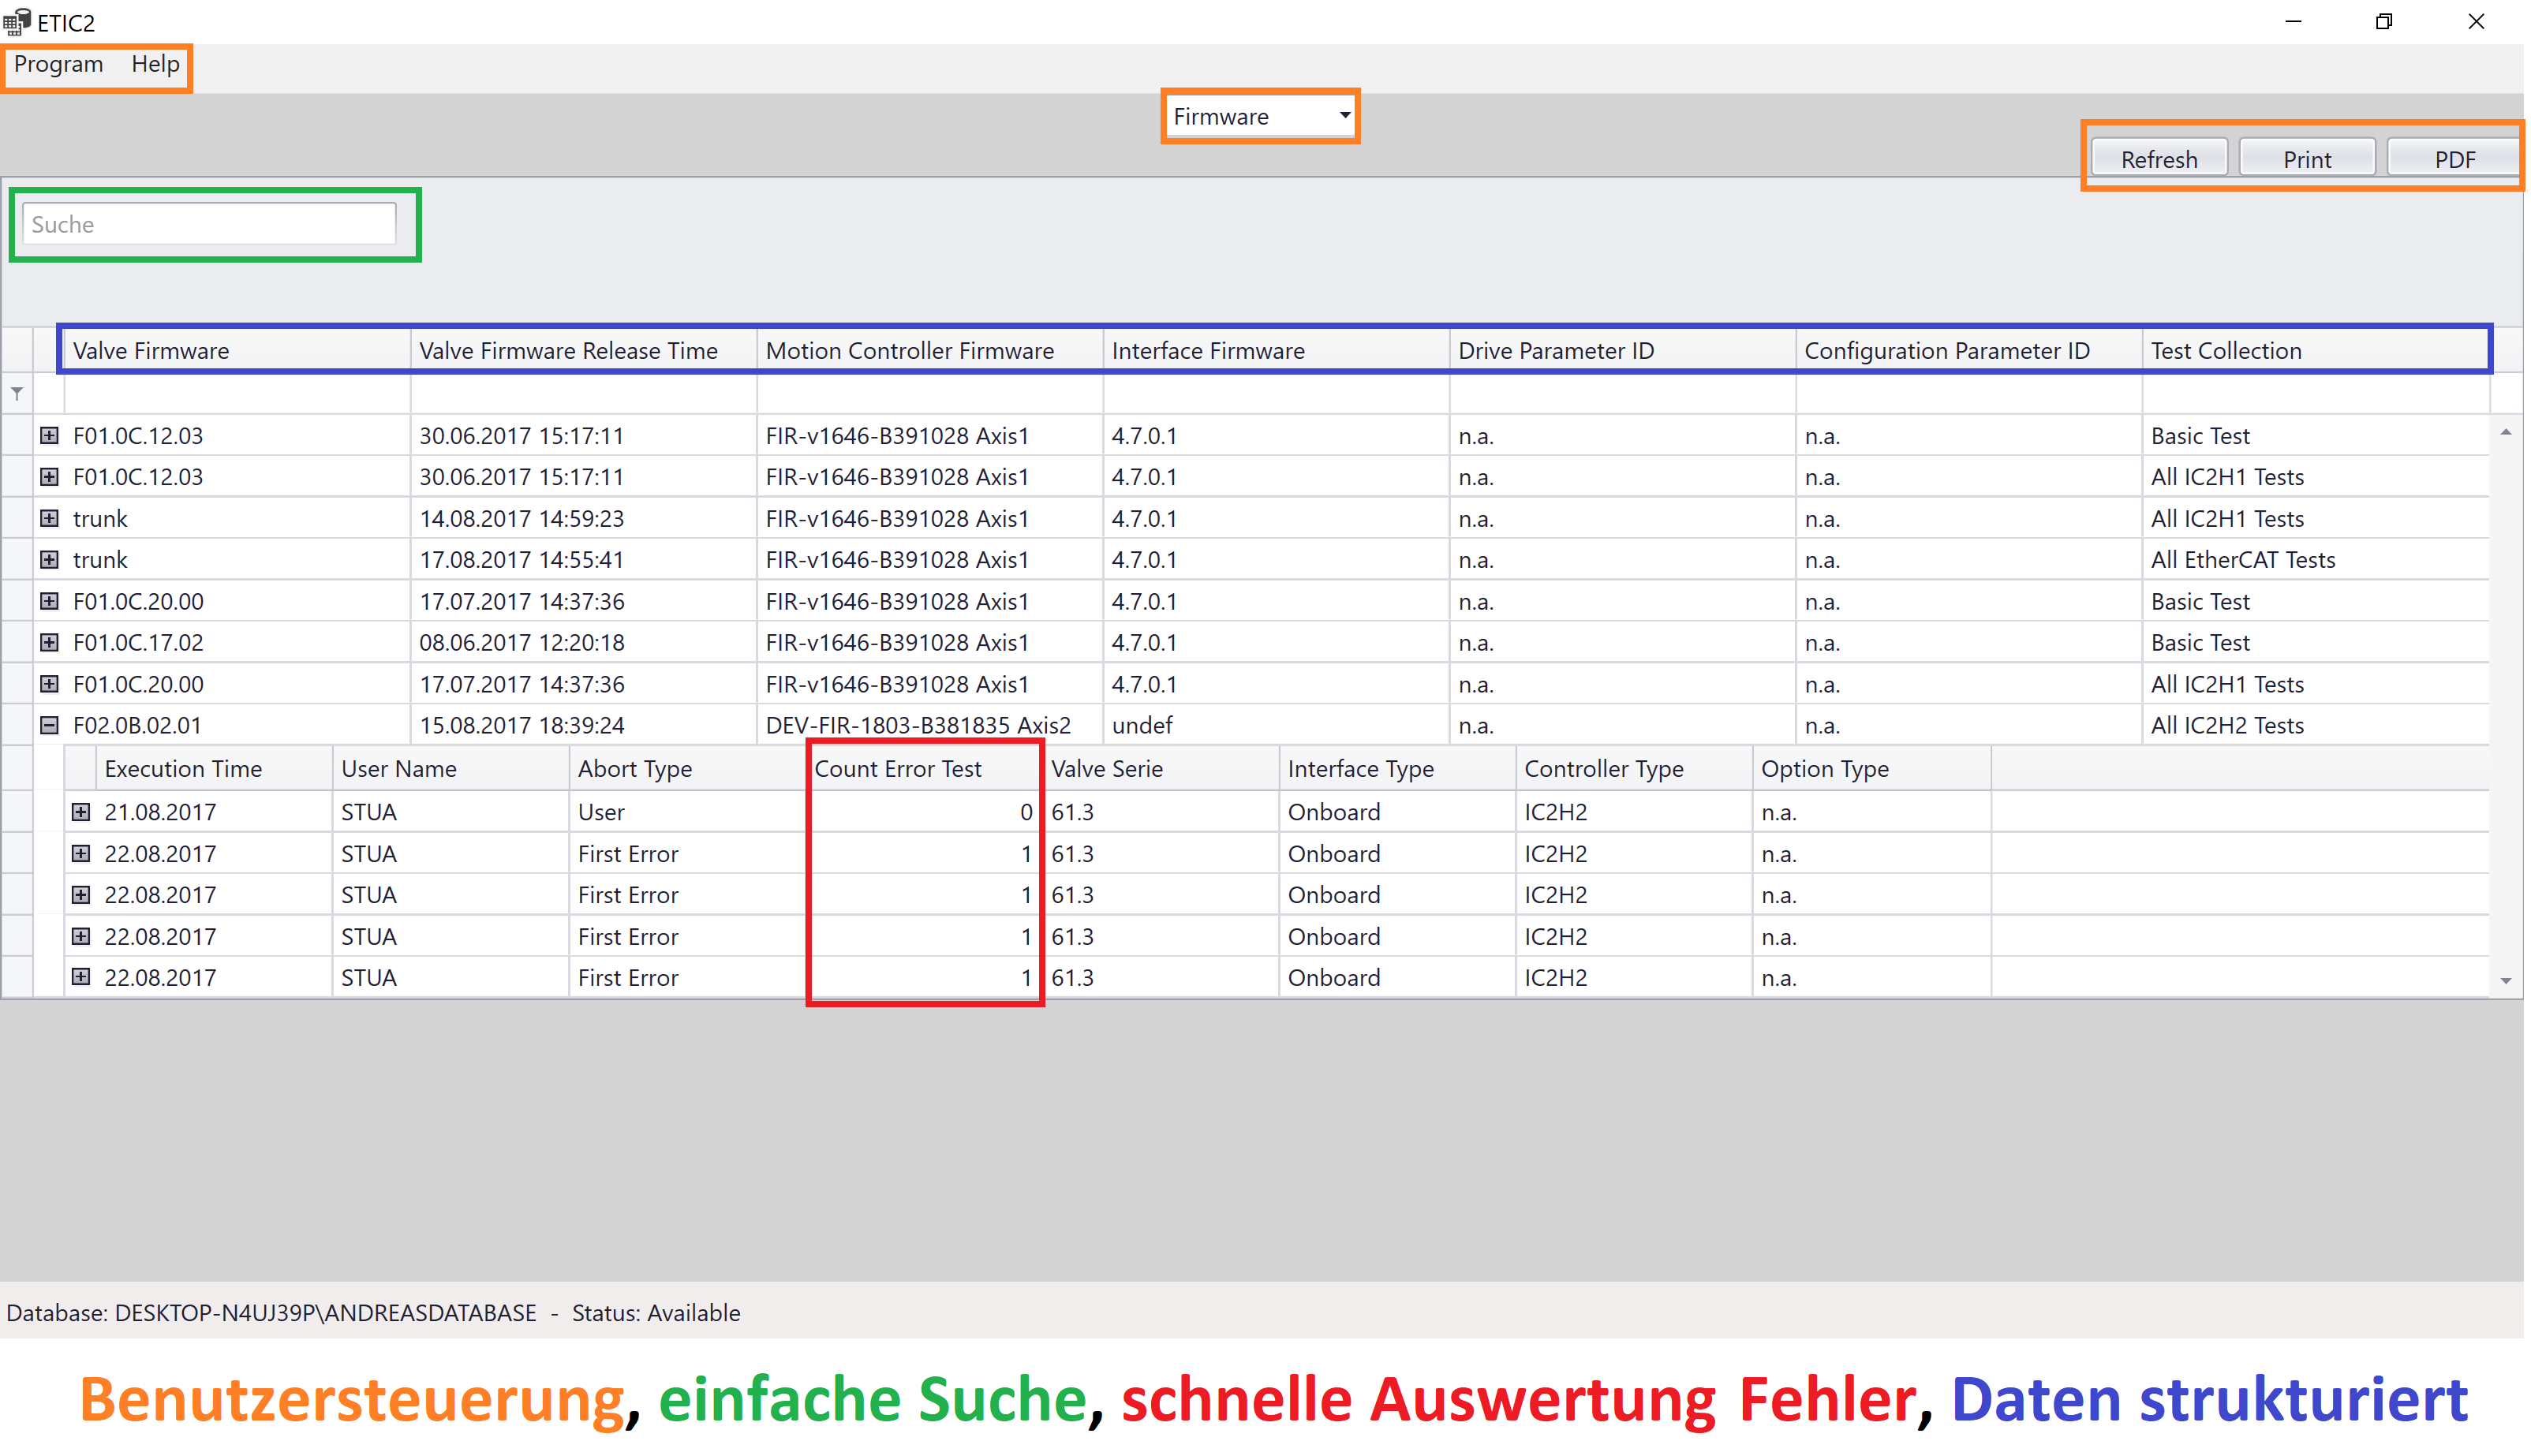 ETIC2
Program Help
Firmware
Refresh Print PDF
Suche
Valve Firmware Valve Firmware Release Time Motion Controller Firmware Interface Firmware Drive Parameter ID Configuration Parameter ID Test Collection
F01.0C.12.03 30.06.2017 15:17:11 FIR-v1646-B391028 Axis1 4.7.0.1 n.a. n.a. Basic Test
F01.0C.12.03 30.06.2017 15:17:11 FIR-v1646-B391028 Axis1 4.7.0.1 n.a. n.a. All IC2H1 Tests
trunk 14.08.2017 14:59:23 FIR-v1646-B391028 Axis1 4.7.0.1 n.a. n.a. All IC2H1 Tests
trunk 17.08.2017 14:55:41 FIR-v1646-B391028 Axis1 4.7.0.1 n.a. n.a. All EtherCAT Tests
F01.0C.20.00 17.07.2017 14:37:36 FIR-v1646-B391028 Axis1 4.7.0.1 n.a. n.a. Basic Test
F01.0C.17.02 08.06.2017 12:20:18 FIR-v1646-B391028 Axis1 4.7.0.1 n.a. n.a. Basic Test
F01.0C.20.00 17.07.2017 14:37:36 FIR-v1646-B391028 Axis1 4.7.0.1 n.a. n.a. All IC2H1 Tests
F02.0B.02.01 15.08.2017 18:39:24 DEV-FIR-1803-B381835 Axis2 undef n.a. n.a. All IC2H2 Tests
Execution Time User Name Abort Type Count Error Test Valve Serie Interface Type Controller Type Option Type
21.08.2017 STUA User 0 61.3 Onboard IC2H2 n.a.
22.08.2017 STUA First Error 1 61.3 Onboard IC2H2 n.a.
22.08.2017 STUA First Error 1 61.3 Onboard IC2H2 n.a.
22.08.2017 STUA First Error 1 61.3 Onboard IC2H2 n.a.
22.08.2017 STUA First Error 1 61.3 Onboard IC2H2 n.a.
Database: DESKTOP-N4UJ39P\ANDREASDATABASE - Status: Available
Benutzersteuerung, einfache Suche, schnelle Auswertung Fehler, Daten strukturiert